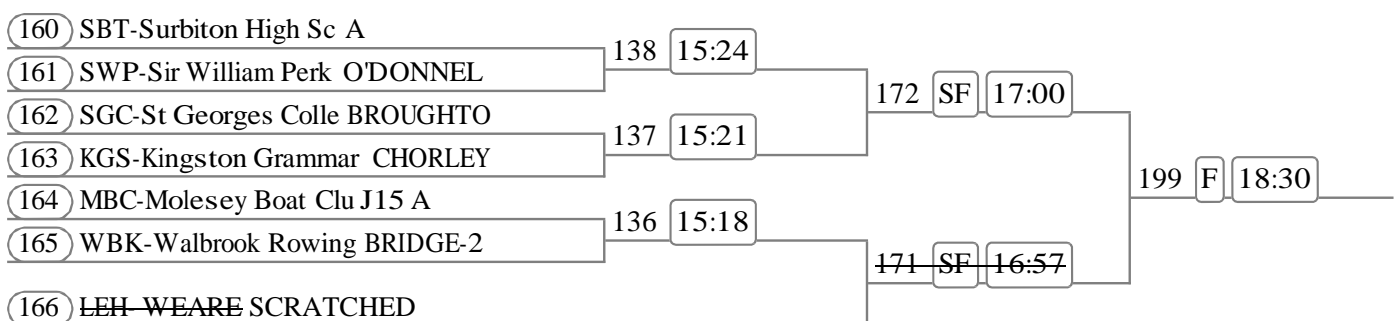 160 SBT-Surbiton High Sc A
138 15:24
161 SWP-Sir William Perk O'DONNEL
172 SF 17:00
162 SGC-St Georges Colle BROUGHTO
137 15:21
163 KGS-Kingston Grammar CHORLEY
199 F 18:30
164 MBC-Molesey Boat Clu J15 A
136 15:18
165 WBK-Walbrook Rowing BRIDGE-2
171 SF 16:57
166 LEH- WEARE SCRATCHED